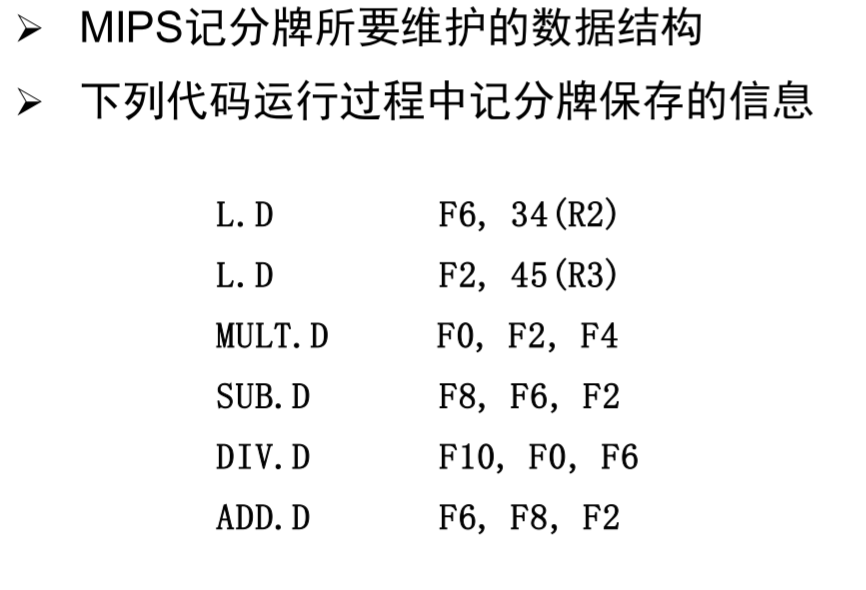 ➢ MIPS记分牌所要维护的数据结构
➢ 下列代码运行过程中记分牌保存的信息
L.D F6, 34(R2)
L.D F2, 45(R3)
MULT.D F0, F2, F4
SUB.D F8, F6, F2
DIV.D F10, F0, F6
ADD.D F6, F8, F2